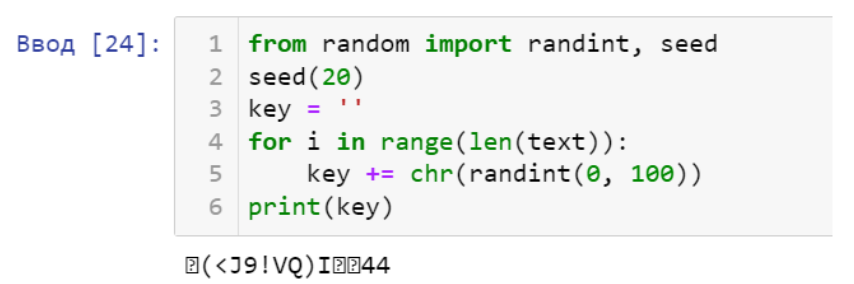 Ввод [24]:
1 from random import randint, seed
2 seed(20)
3 key = ''
4 for i in range(len(text)):
5     key += chr(randint(0, 100))
6 print(key)
⍰(<J9!VQ)I⍰⍰44